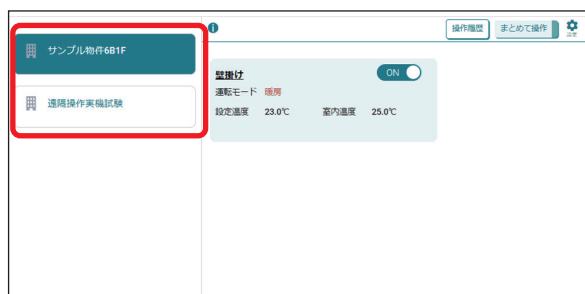 操作履歴
まとめて操作
設定
サンプル物件6B1F
遠隔操作実機試験
壁掛け
ON
運転モード 暖房
設定温度 23.0℃ 室内温度 25.0℃